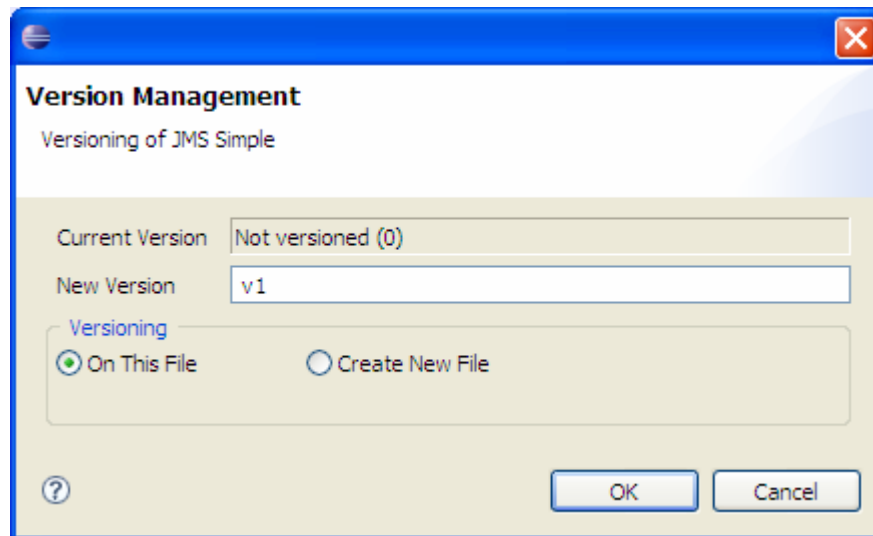 Version Management
Versioning of JMS Simple
Current Version Not versioned (0)
New Version v1
Versioning
On This File Create New File
? OK Cancel